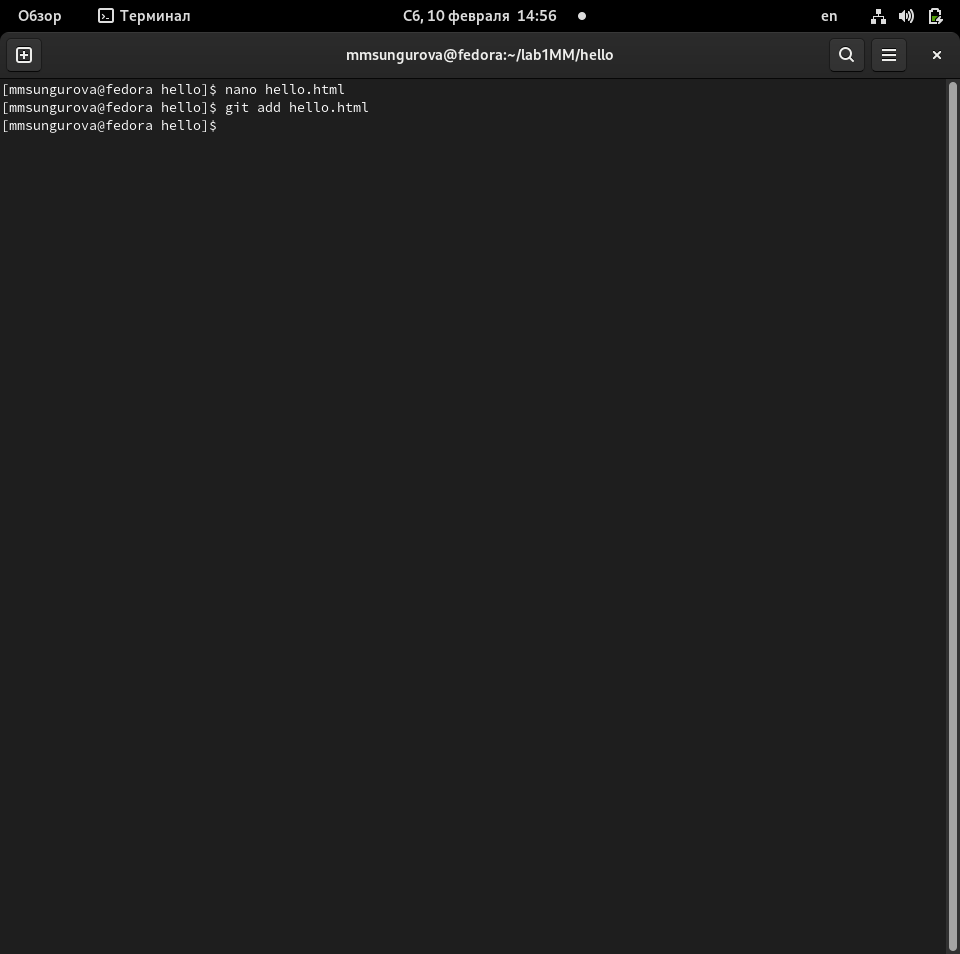 Обзор Терминал Сб, 10 февраля 14:56 en
mmsungurova@fedora:~/lab1MM/hello
[mmsungurova@fedora hello]$ nano hello.html
[mmsungurova@fedora hello]$ git add hello.html
[mmsungurova@fedora hello]$